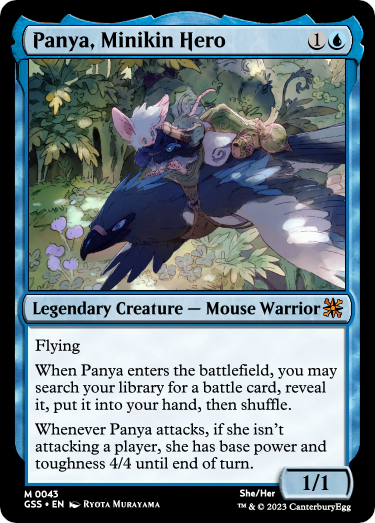 Panya, Minikin Hero 1
Legendary Creature — Mouse Warrior
Flying
When Panya enters the battlefield, you may
search your library for a battle card, reveal
it, put it into your hand, then shuffle.
Whenever Panya attacks, if she isn't
attacking a player, she has base power and
toughness 4/4 until end of turn.
1/1
M 0043
She/Her
GSS • EN Ryota Murayama
™ & © 2023 CanterburyEgg